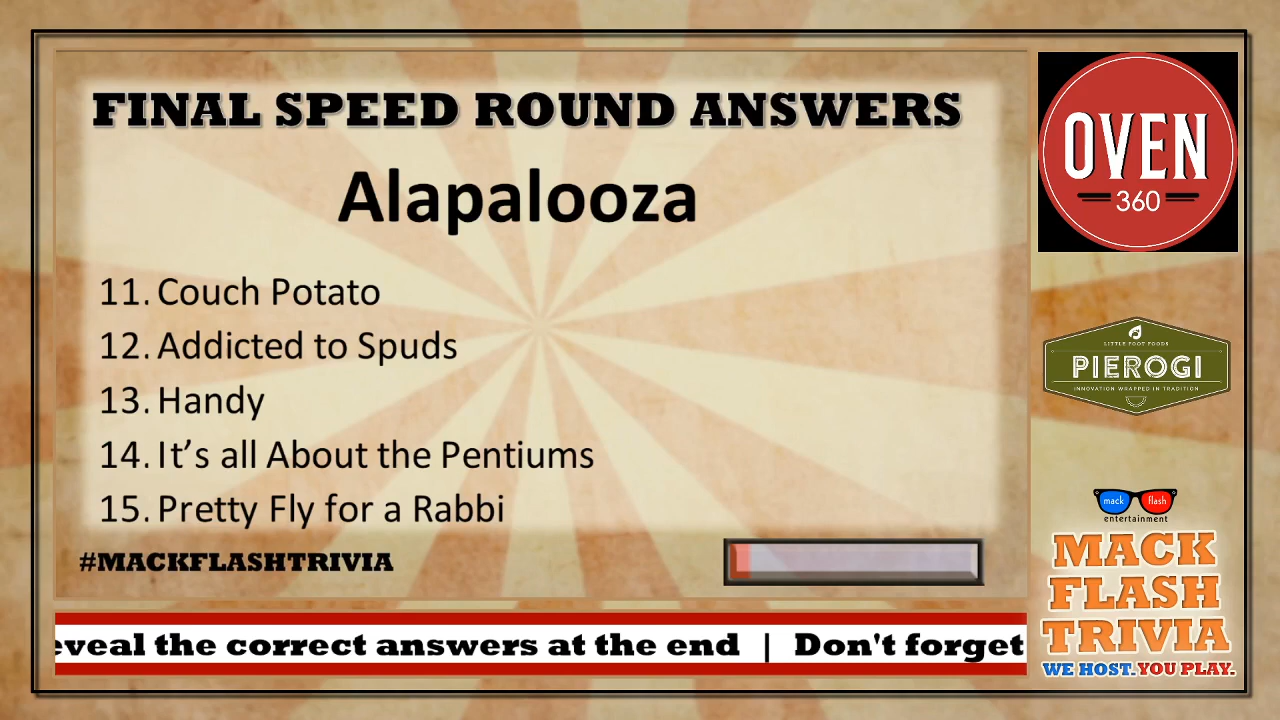 FINAL SPEED ROUND ANSWERS
Alapalooza
11. Couch Potato
12. Addicted to Spuds
13. Handy
14. It’s all About the Pentiums
15. Pretty Fly for a Rabbi
#MACKFLASHTRIVIA
eveal the correct answers at the end | Don't forget
OVEN
360
LITTLE FOOT FOODS
PIEROGI
INNOVATION WRAPPED IN TRADITION
mack flash
entertainment
MACK
FLASH
TRIVIA
WE HOST. YOU PLAY.